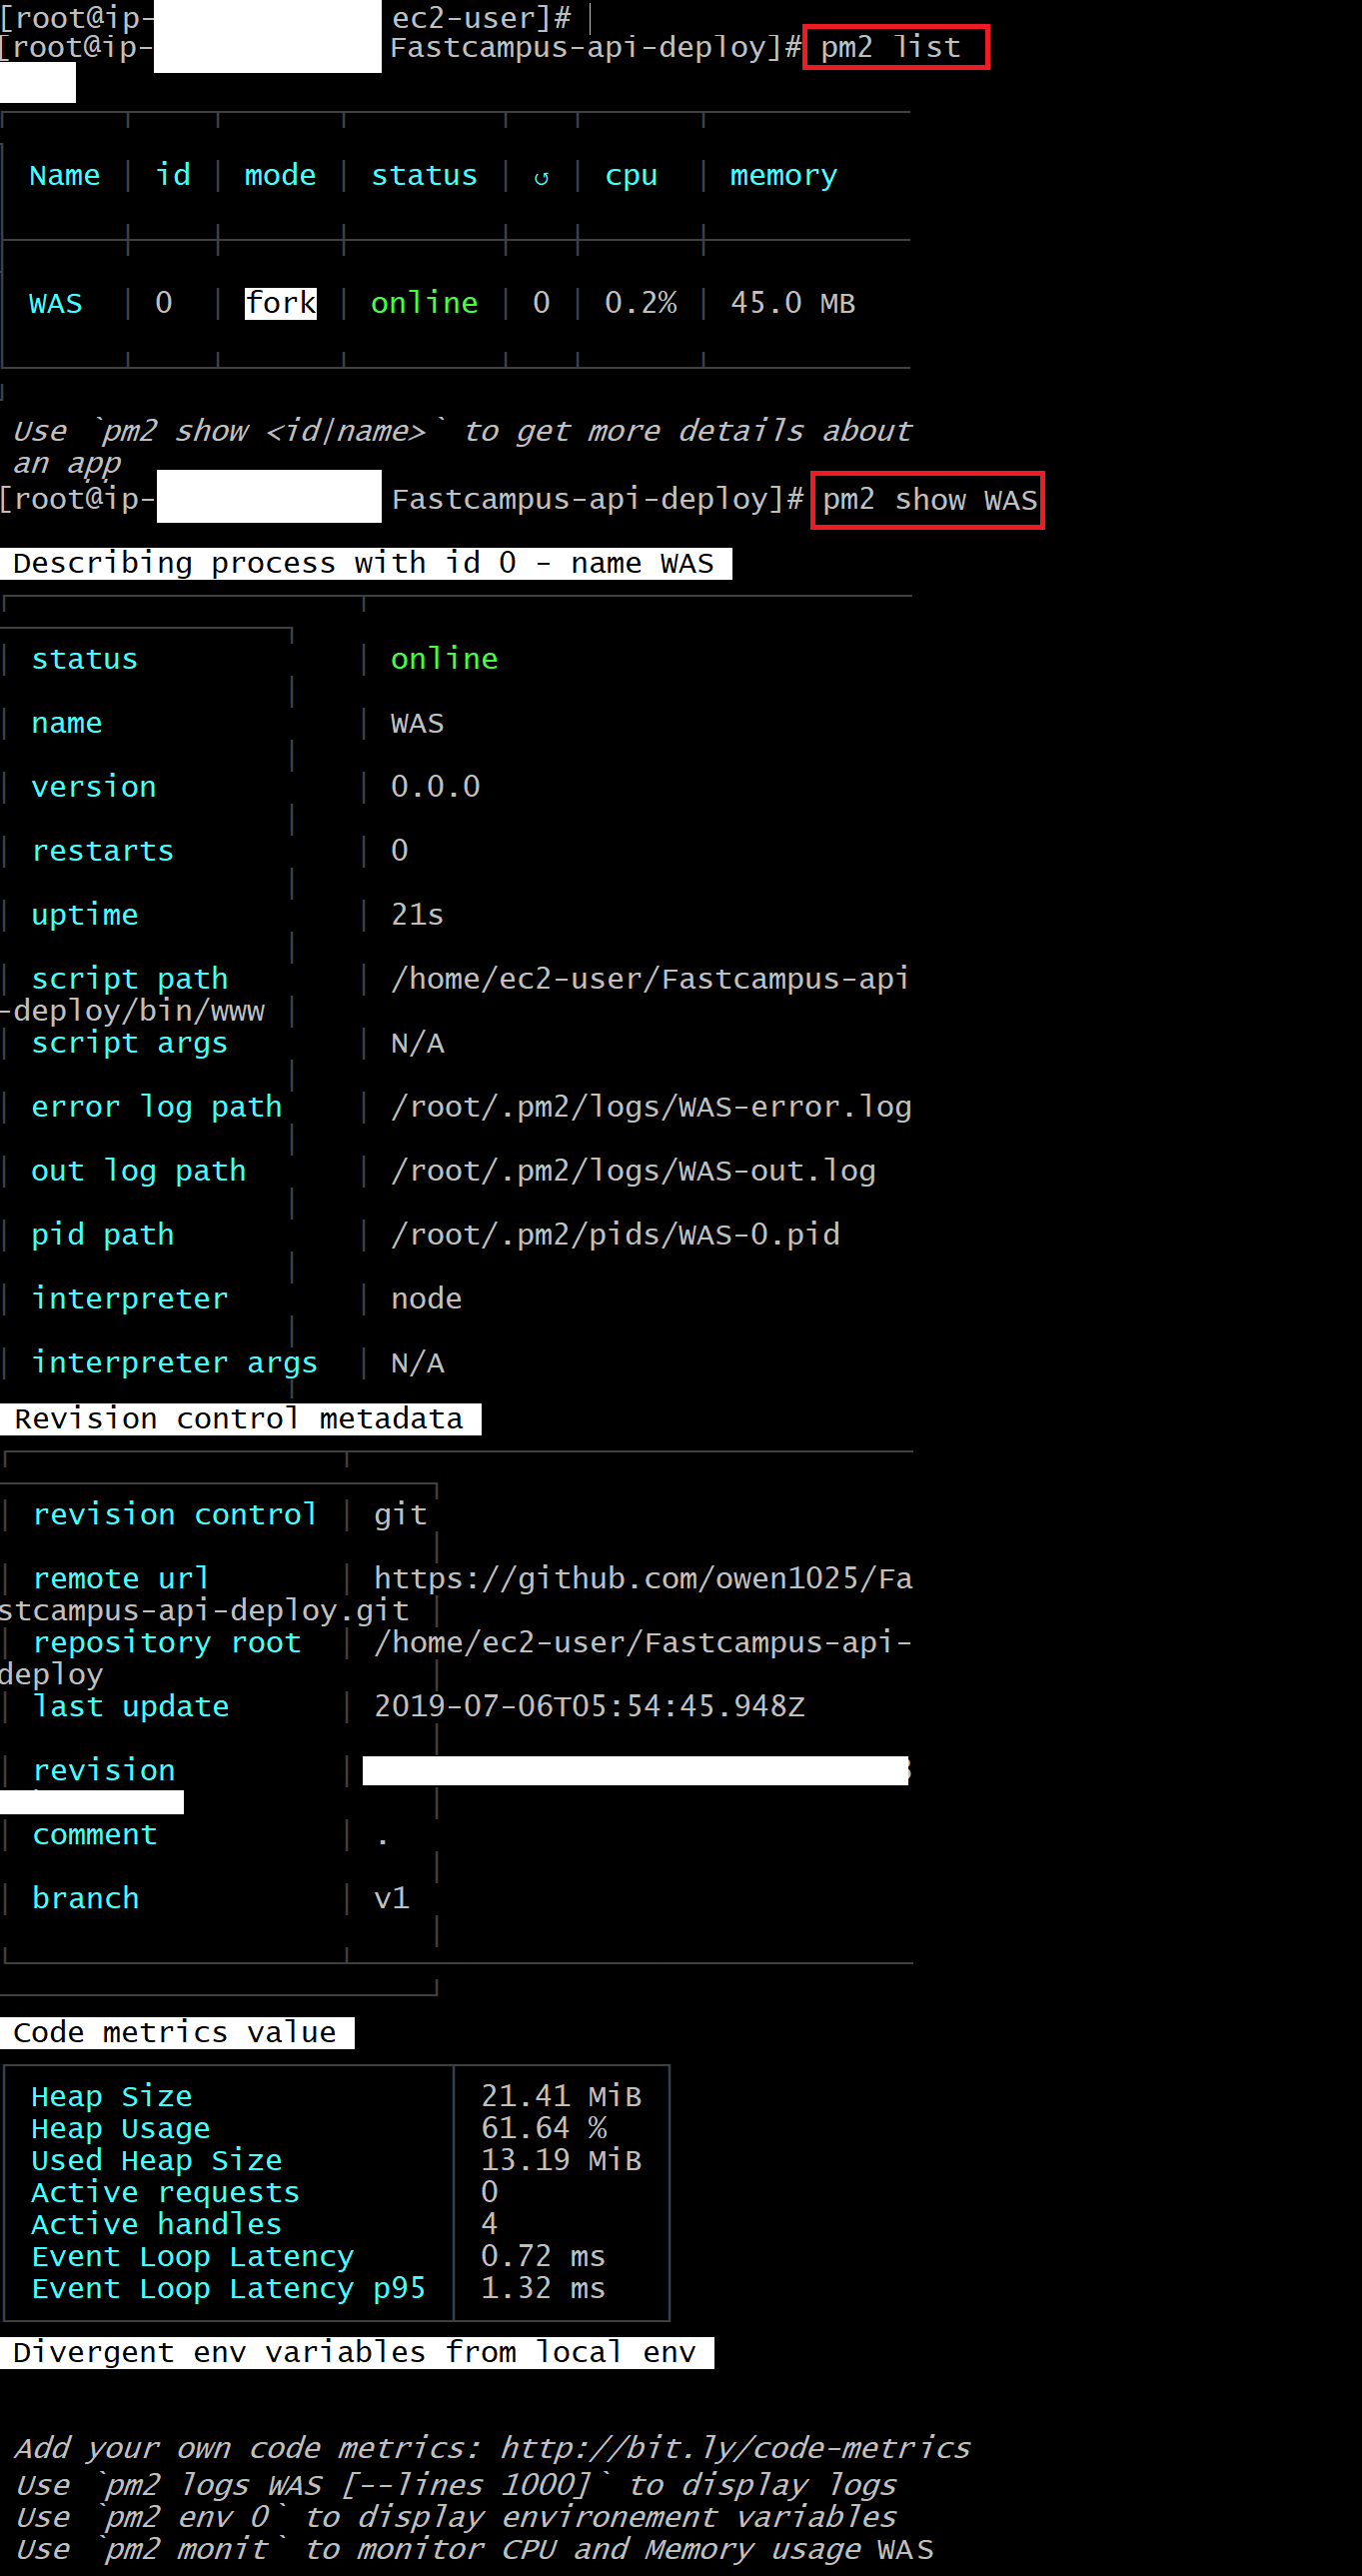 [root@ip- ec2-user]#
[root@ip- Fastcampus-api-deploy]# pm2 list
Name │ id │ mode │ status │ ↺ │ cpu │ memory
WAS │ 0 │ fork │ online │ 0 │ 0.2% │ 45.0 MB
Use `pm2 show <id|name>` to get more details about
an app
[root@ip- Fastcampus-api-deploy]# pm2 show WAS
Describing process with id 0 - name WAS
│ status │ online
│ name │ WAS
│ version │ 0.0.0
│ restarts │ 0
│ uptime │ 21s
│ script path │ /home/ec2-user/Fastcampus-api
-deploy/bin/www │
│ script args │ N/A
│ error log path │ /root/.pm2/logs/WAS-error.log
│ out log path │ /root/.pm2/logs/WAS-out.log
│ pid path │ /root/.pm2/pids/WAS-0.pid
│ interpreter │ node
│ interpreter args │ N/A
Revision control metadata
│ revision control │ git
│ remote url │ https://github.com/owen1025/Fa
stcampus-api-deploy.git │
│ repository root │ /home/ec2-user/Fastcampus-api-
deploy │
│ last update │ 2019-07-06T05:54:45.948Z
│ revision │
│ comment │ .
│ branch │ v1
Code metrics value
│ Heap Size │ 21.41 MiB │
│ Heap Usage │ 61.64 % │
│ Used Heap Size │ 13.19 MiB │
│ Active requests │ 0 │
│ Active handles │ 4 │
│ Event Loop Latency │ 0.72 ms │
│ Event Loop Latency p95 │ 1.32 ms │
Divergent env variables from local env
Add your own code metrics: http://bit.ly/code-metrics
Use `pm2 logs WAS [--lines 1000]` to display logs
Use `pm2 env 0` to display environement variables
Use `pm2 monit` to monitor CPU and Memory usage WAS